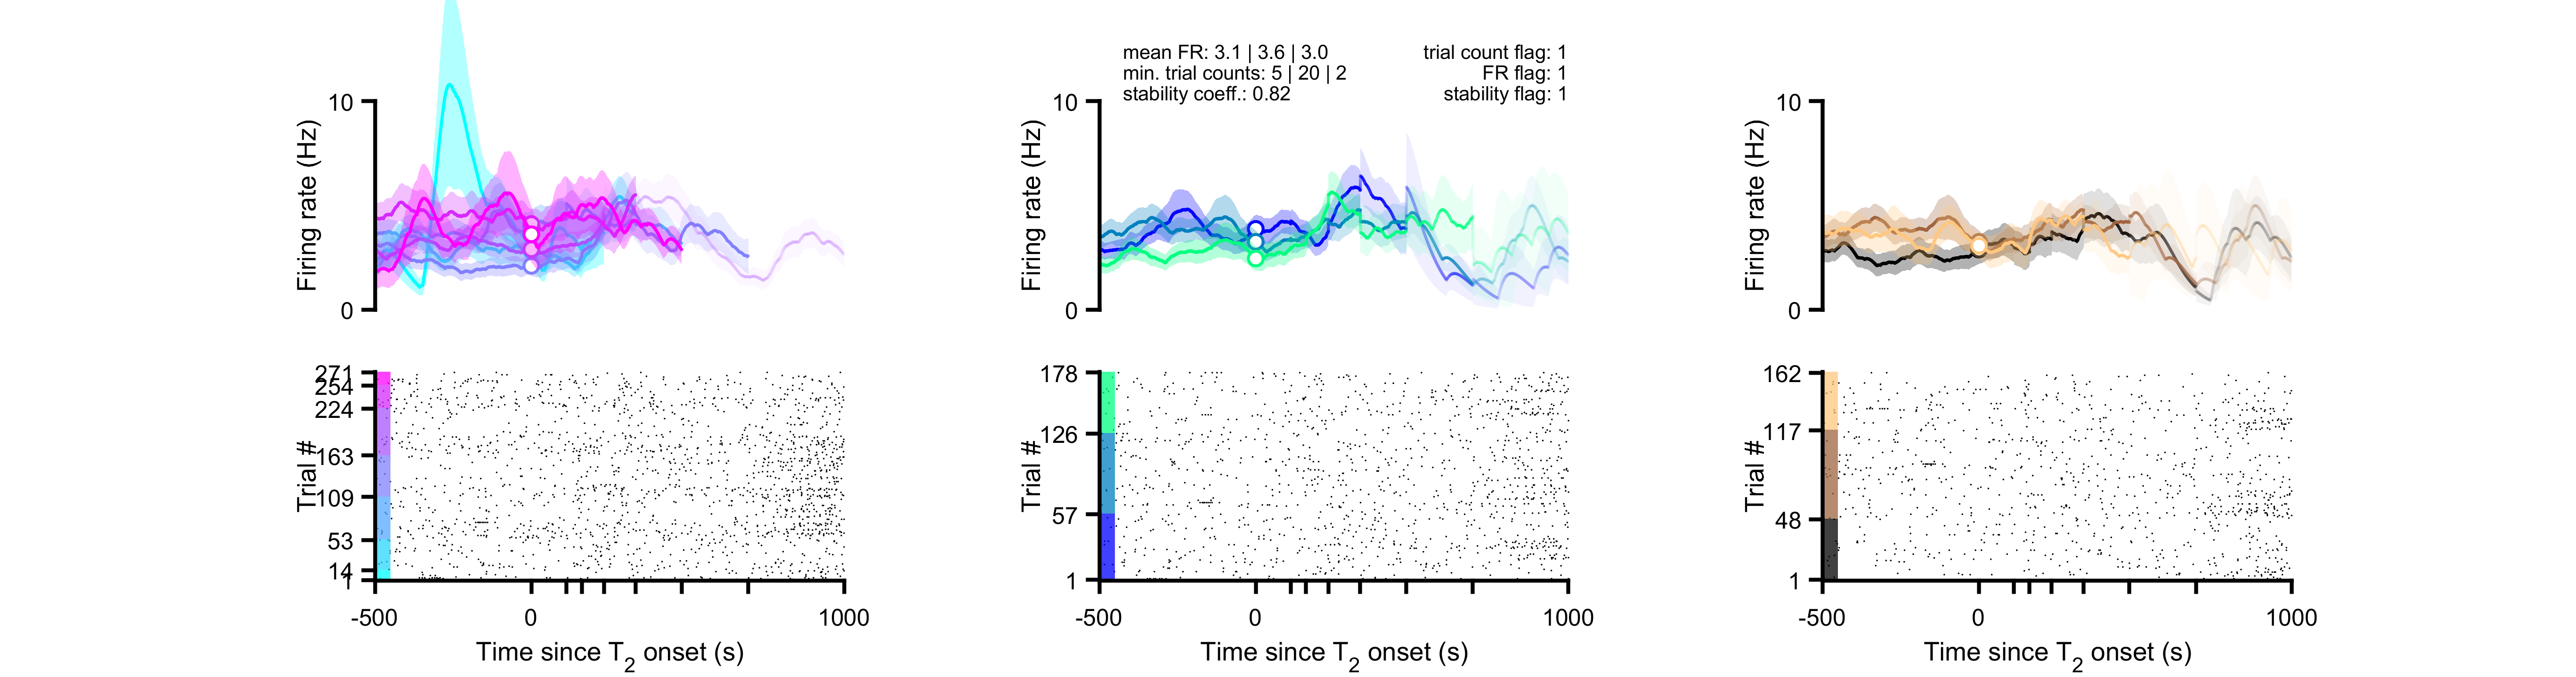 mean FR: 3.1 | 3.6 | 3.0
min. trial counts: 5 | 20 | 2
stability coeff.: 0.82
trial count flag: 1
FR flag: 1
stability flag: 1
10
0
Firing rate (Hz)
10
0
Firing rate (Hz)
10
0
Firing rate (Hz)
271
254
224
163
109
53
14
Trial #
-500
0
1000
Time since T2 onset (s)
178
126
57
1
Trial #
-500
0
1000
Time since T2 onset (s)
162
117
48
1
Trial #
-500
0
1000
Time since T2 onset (s)